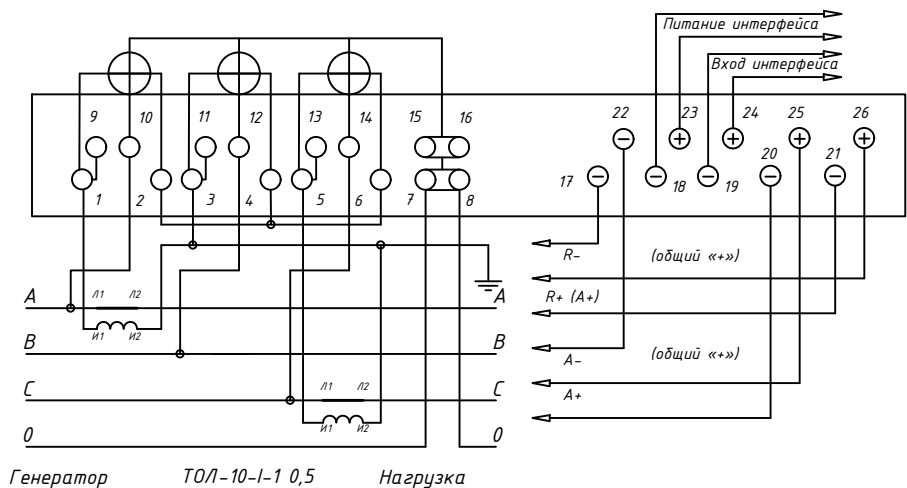 Питание интерфейса
Вход интерфейса
9 10 11 12 13 14 15 16 22 23 24 25 26
1 2 3 4 5 6 7 8 17 18 19 20 21
R- (общий «+»)
R+ (A+)
A- (общий «+»)
A+
A Л1 Л2 A
И1 И2
B B
C Л1 Л2 C
И1 И2
0 0
Генератор ТОЛ-10-I-1 0,5 Нагрузка